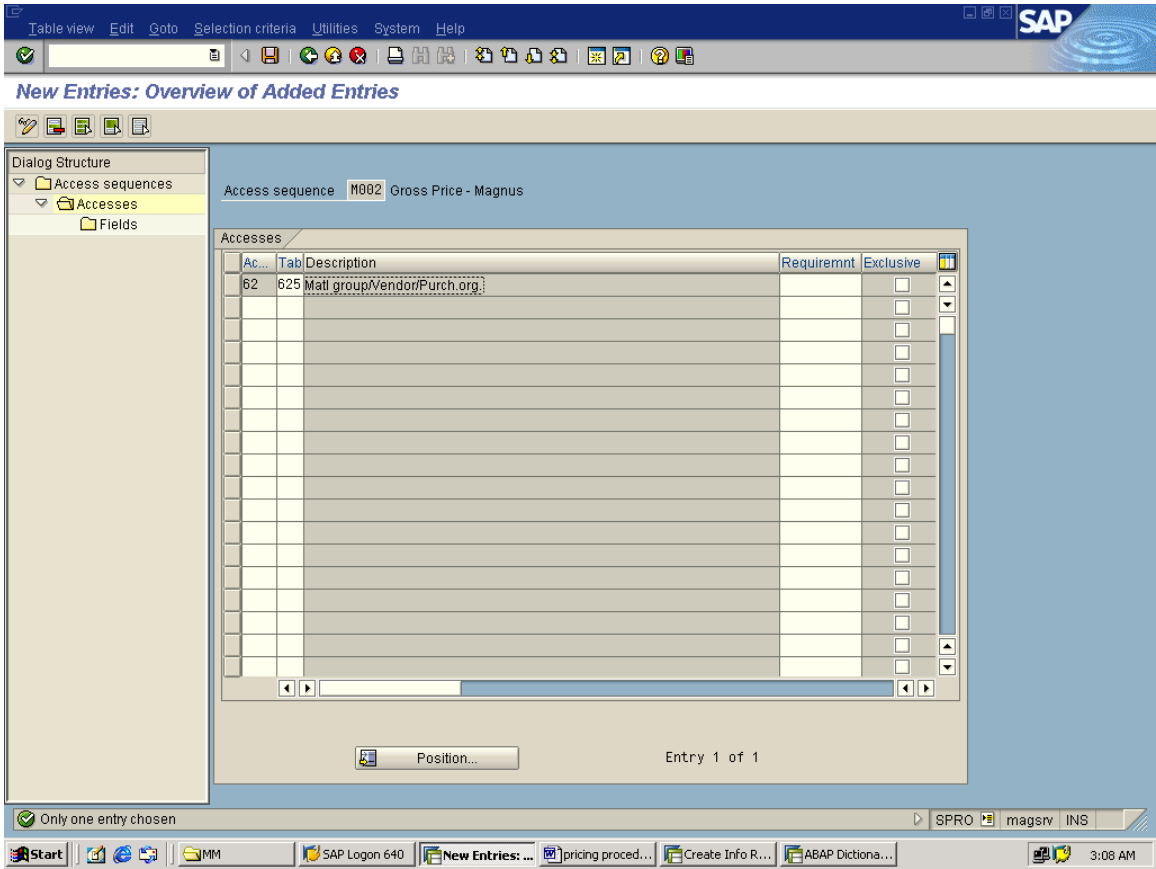 Table view Edit Goto Selection criteria Utilities System Help
SAP
New Entries: Overview of Added Entries
Dialog Structure
Access sequences
Accesses
Fields
Access sequence M002 Gross Price - Magnus
Accesses
Ac... Tab Description Requiremnt Exclusive
62 625 Matl group/Vendor/Purch.org.
Position... Entry 1 of 1
Only one entry chosen SPRO magsrv INS
Start MM SAP Logon 640 New Entries: ... pricing proced... Create Info R... ABAP Dictiona... 3:08 AM